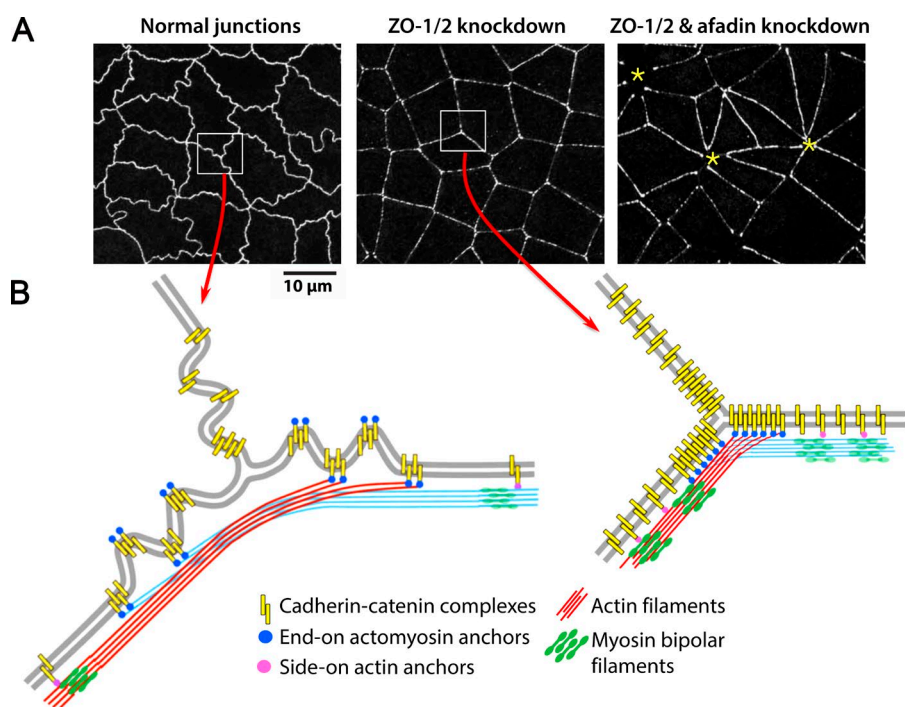 A
Normal junctions
ZO-1/2 knockdown
ZO-1/2 & afadin knockdown
10 µm
B
Cadherin-catenin complexes
End-on actomyosin anchors
Side-on actin anchors
Actin filaments
Myosin bipolar
filaments